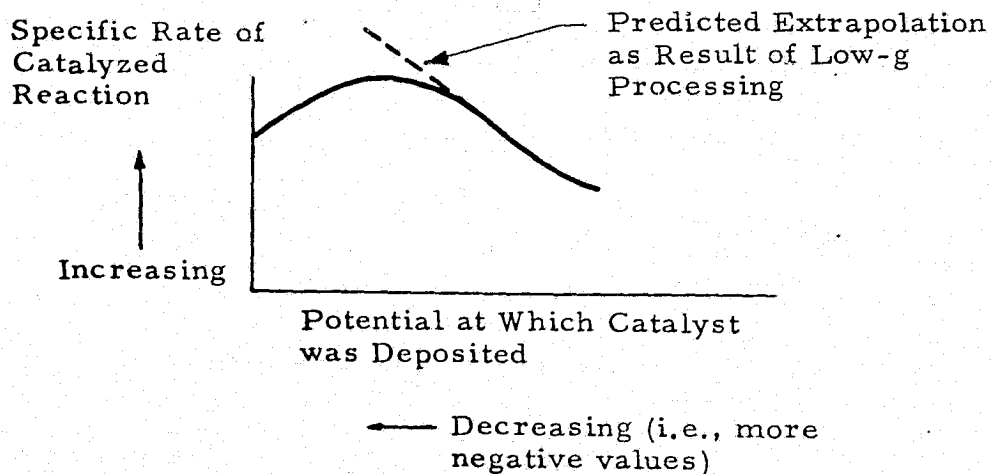 Specific Rate of
Catalyzed
Reaction
Predicted Extrapolation
as Result of Low-g
Processing
Increasing
Potential at Which Catalyst
was Deposited
Decreasing (i.e., more
negative values)